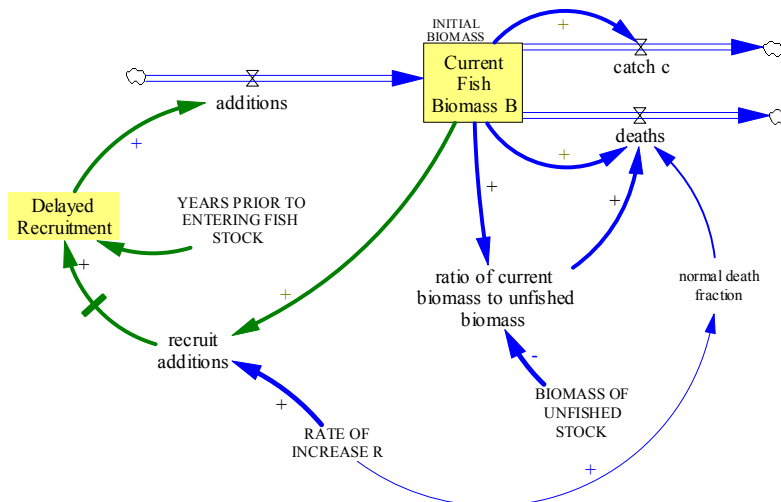 INITIAL
BIOMASS
+
Current
Fish
Biomass B
catch c
additions
deaths
+
+
Delayed
Recruitment
YEARS PRIOR TO
ENTERING FISH
STOCK
+
+
+
ratio of current
biomass to unfished
biomass
normal death
fraction
+
recruit
additions
-
BIOMASS OF
UNFISHED
STOCK
+
RATE OF
INCREASE R
+